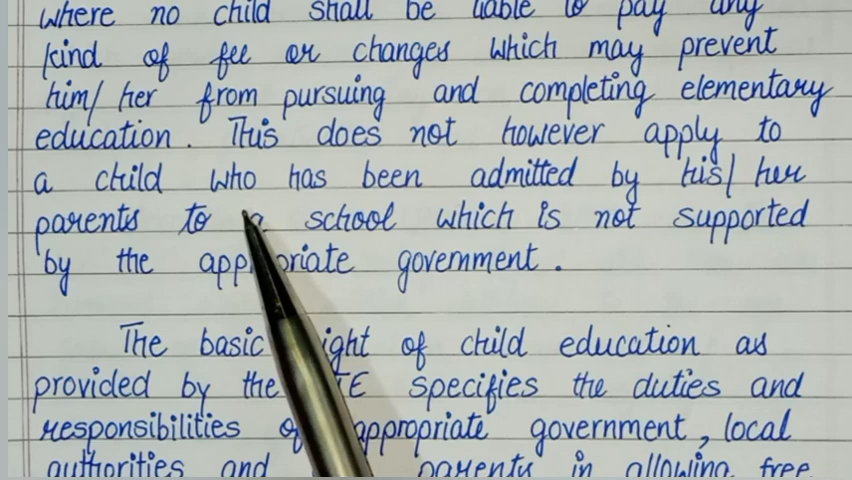 where no child shall be liable to pay any
kind of fee or changes which may prevent
him/ her from pursuing and completing elementary
education. This does not however apply to
a child who has been admitted by his/ her
parents to a school which is not supported
by the appropriate government.
The basic right of child education as
provided by the specifies the duties and
responsibilities appropriate government, local
authorities and parents in allowing free